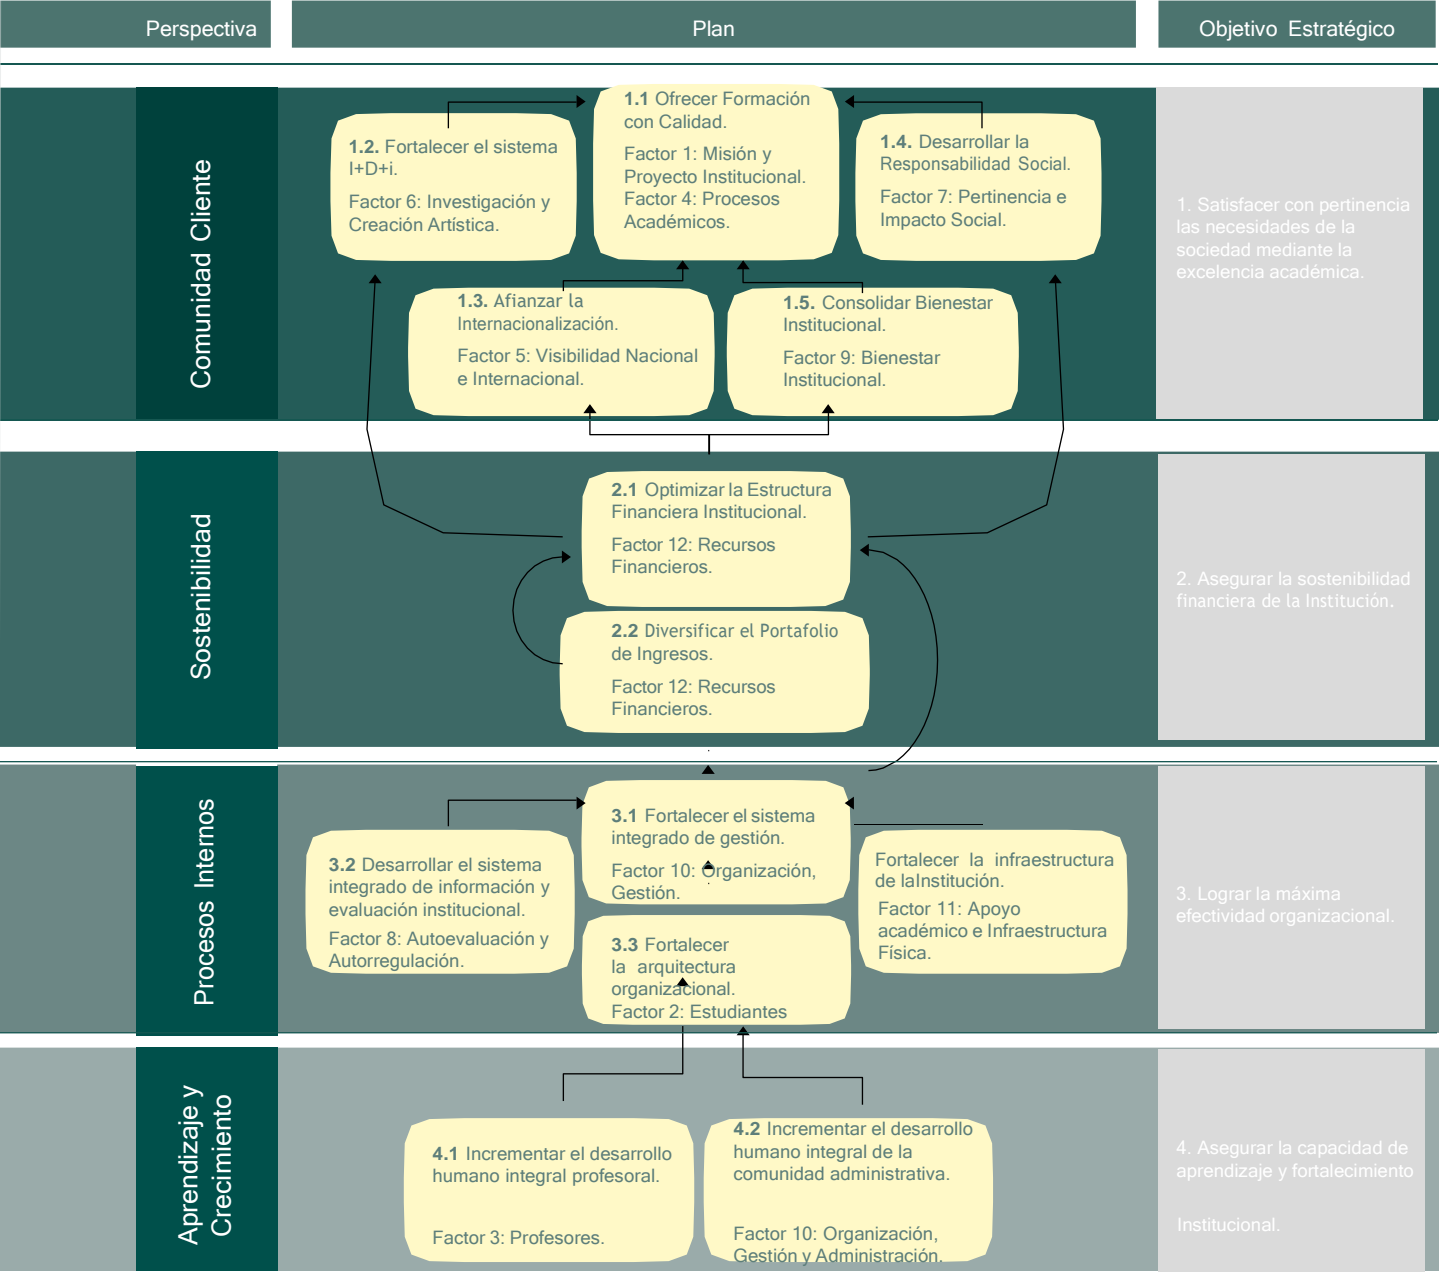 Perspectiva
Plan
Objetivo Estratégico
Comunidad Cliente
1.1 Ofrecer Formación
con Calidad.
Factor 1: Misión y
Proyecto Institucional.
Factor 4: Procesos
Académicos.
1.2. Fortalecer el sistema
I+D+i.
Factor 6: Investigación y
Creación Artística.
1.4. Desarrollar la
Responsabilidad Social.
Factor 7: Pertinencia e
Impacto Social.
1.3. Afianzar la
Internacionalización.
Factor 5: Visibilidad Nacional
e Internacional.
1.5. Consolidar Bienestar
Institucional.
Factor 9: Bienestar
Institucional.
1. Satisfacer con pertinencia
las necesidades de la
sociedad mediante la
excelencia académica.
Sostenibilidad
2.1 Optimizar la Estructura
Financiera Institucional.
Factor 12: Recursos
Financieros.
2.2 Diversificar el Portafolio
de Ingresos.
Factor 12: Recursos
Financieros.
2. Asegurar la sostenibilidad
financiera de la Institución.
Procesos Internos
3.1 Fortalecer el sistema
integrado de gestión.
Factor 10: Organización,
Gestión.
3.2 Desarrollar el sistema
integrado de información y
evaluación institucional.
Factor 8: Autoevaluación y
Autorregulación.
Fortalecer la infraestructura
de laInstitución.
Factor 11: Apoyo
académico e Infraestructura
Física.
3.3 Fortalecer
la arquitectura
organizacional.
Factor 2: Estudiantes
3. Lograr la máxima
efectividad organizacional.
Aprendizaje y
Crecimiento
4.1 Incrementar el desarrollo
humano integral profesoral.
Factor 3: Profesores.
4.2 Incrementar el desarrollo
humano integral de la
comunidad administrativa.
Factor 10: Organización,
Gestión y Administración.
4. Asegurar la capacidad de
aprendizaje y fortalecimiento
Institucional.